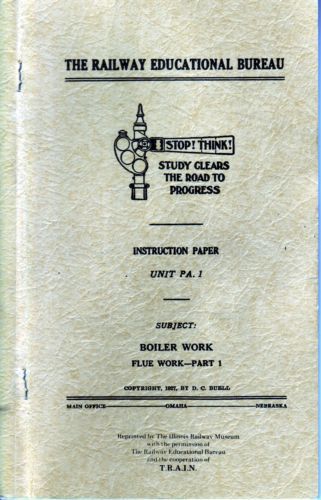 THE RAILWAY EDUCATIONAL BUREAU
STOP! THINK!
STUDY CLEARS
THE ROAD TO
PROGRESS
INSTRUCTION PAPER
UNIT PA. 1
SUBJECT:
BOILER WORK
FLUE WORK—PART 1
COPYRIGHT, 1927, BY D. C. BUELL
MAIN OFFICE OMAHA NEBRASKA
Reprinted by The Illinois Railway Museum
with the permission of
The Railway Educational Bureau
and the cooperation of
T.R.A.I.N.